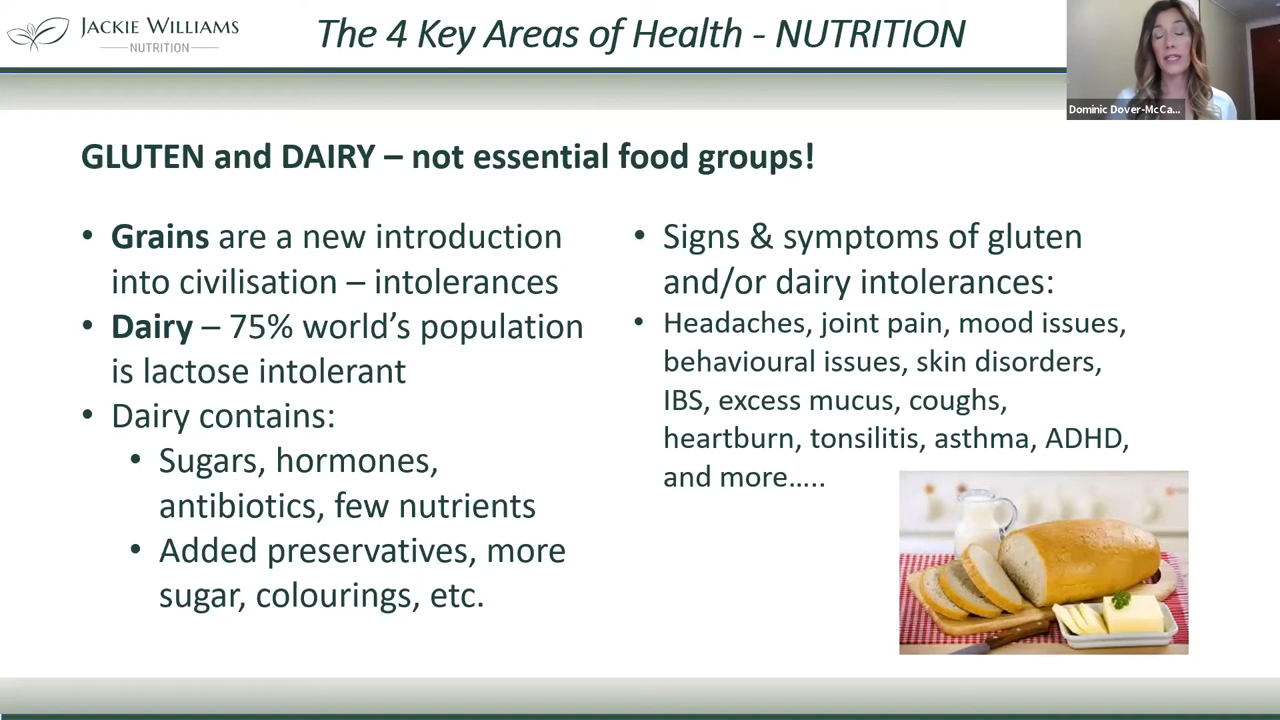 JACKIE WILLIAMS
NUTRITION
The 4 Key Areas of Health - NUTRITION
Dominic Dover-McCa...
GLUTEN and DAIRY – not essential food groups!
• Grains are a new introduction
into civilisation – intolerances
• Dairy – 75% world's population
is lactose intolerant
• Dairy contains:
• Sugars, hormones,
antibiotics, few nutrients
• Added preservatives, more
sugar, colourings, etc.
• Signs & symptoms of gluten
and/or dairy intolerances:
• Headaches, joint pain, mood issues,
behavioural issues, skin disorders,
IBS, excess mucus, coughs,
heartburn, tonsilitis, asthma, ADHD,
and more…..